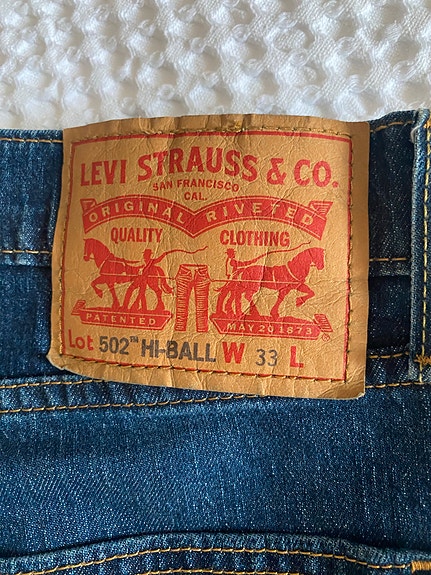 LEVI STRAUSS & CO.
SAN FRANCISCO
CAL.
ORIGINAL RIVETED
QUALITY CLOTHING
PATENTED MAY 20 1873 ®
Lot 502™ HI-BALL W 33 L